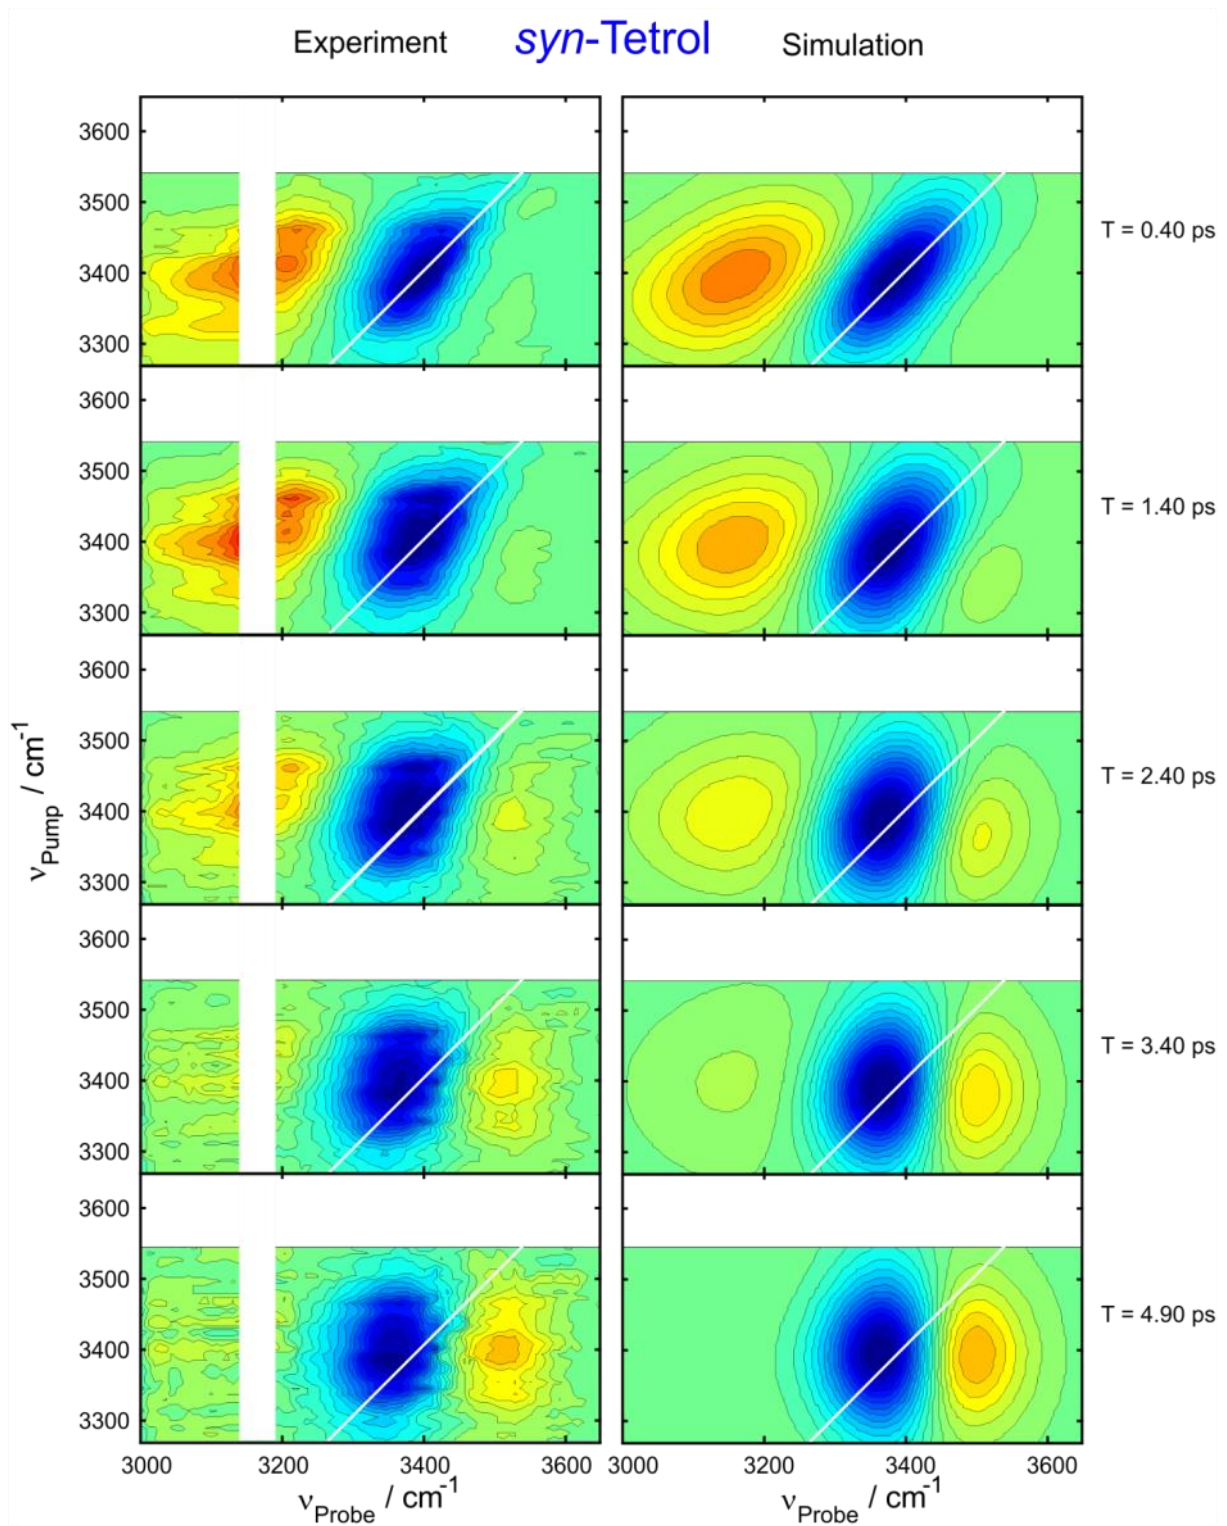 Experiment syn-Tetrol Simulation
3600
3500
3400
3300
T = 0.40 ps
3600
3500
3400
3300
T = 1.40 ps
3600
3500
3400
3300
T = 2.40 ps
3600
3500
3400
3300
T = 3.40 ps
3600
3500
3400
3300
T = 4.90 ps
νPump / cm-1
3000 3200 3400 3600 3000 3200 3400 3600
νProbe / cm-1 νProbe / cm-1